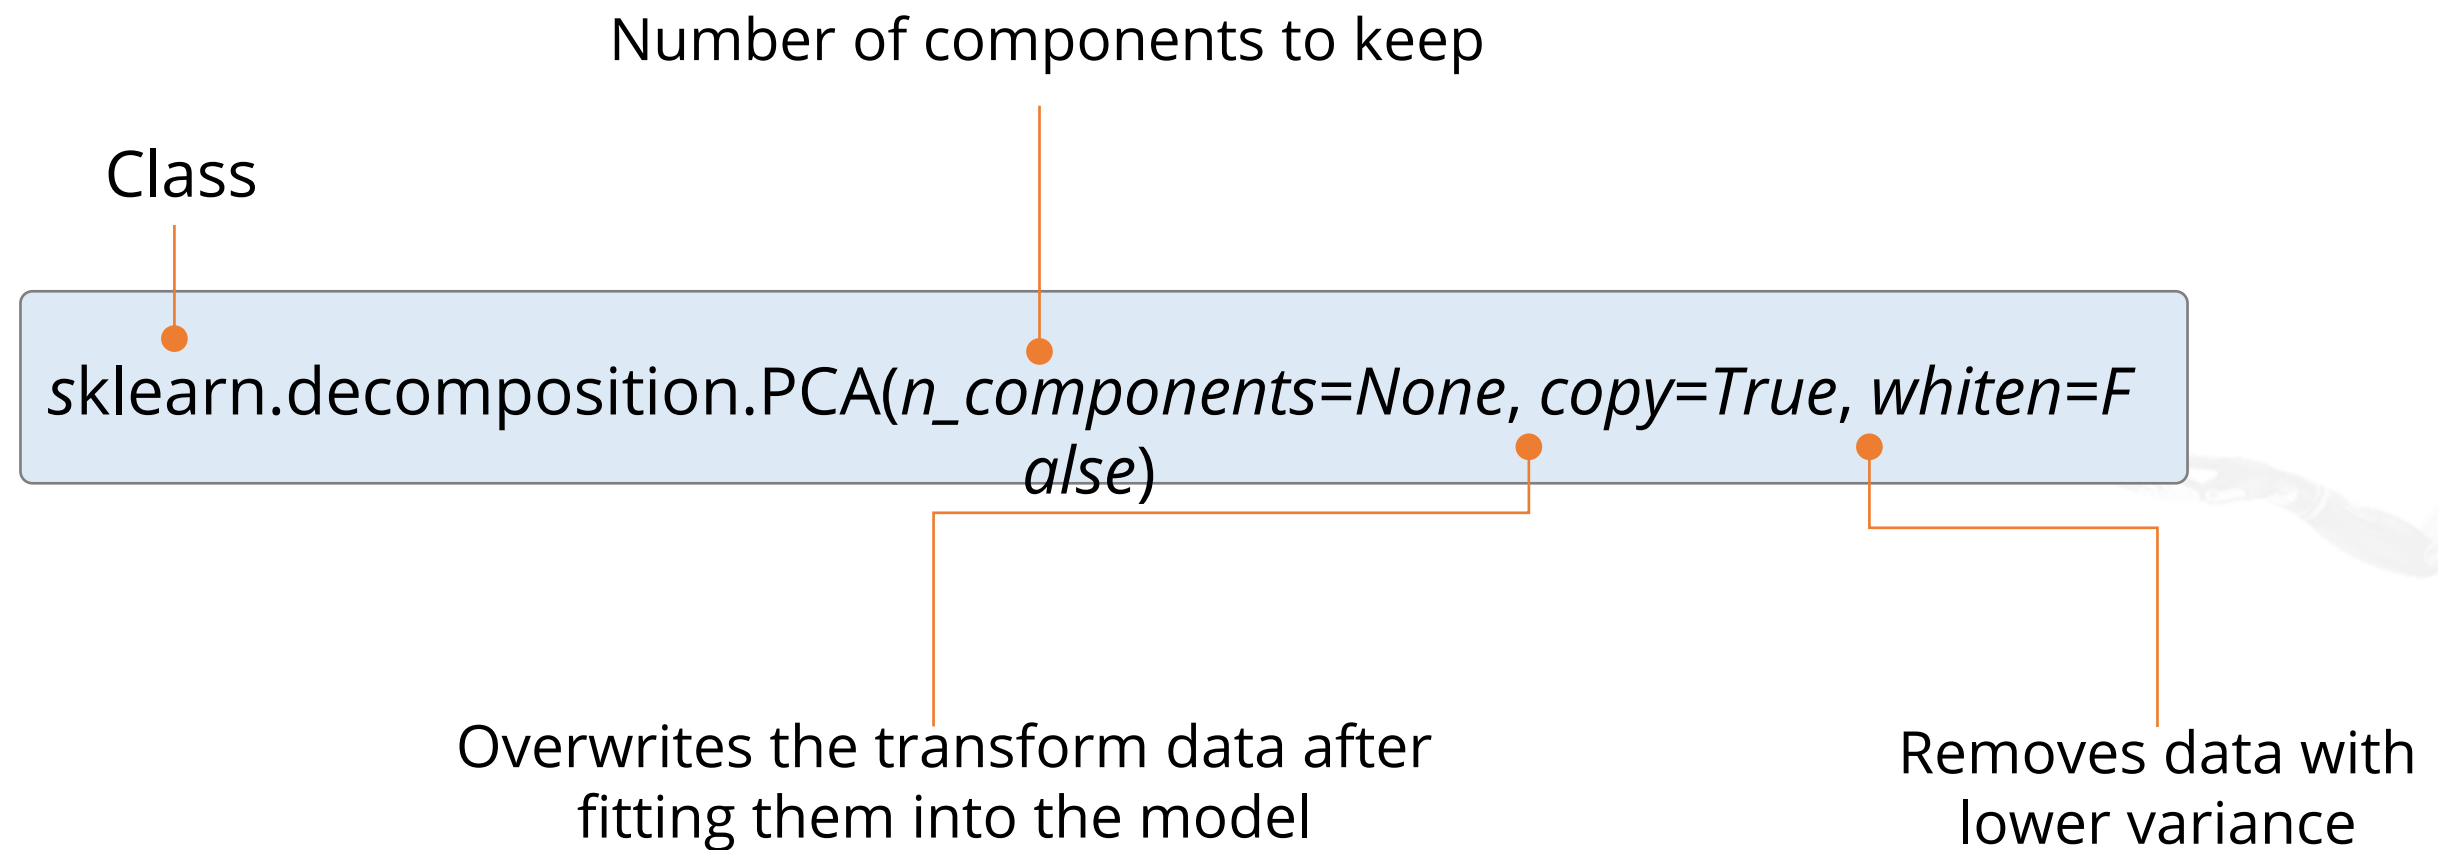 Number of components to keep
Class
sklearn.decomposition.PCA(n_components=None, copy=True, whiten=F
alse)
Overwrites the transform data after
fitting them into the model
Removes data with
lower variance